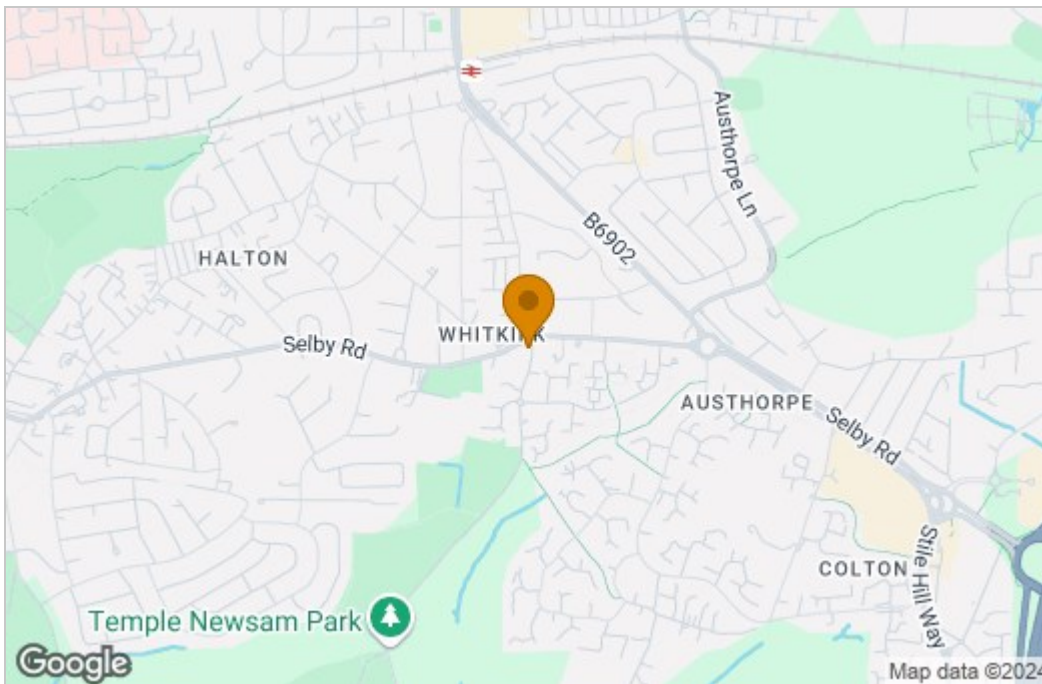 Austhorpe Ln
B6902
HALTON
WHITKIRK
Selby Rd
AUSTHORPE
Selby Rd
COLTON
Stile Hill Way
Temple Newsam Park
Google
Map data ©2024